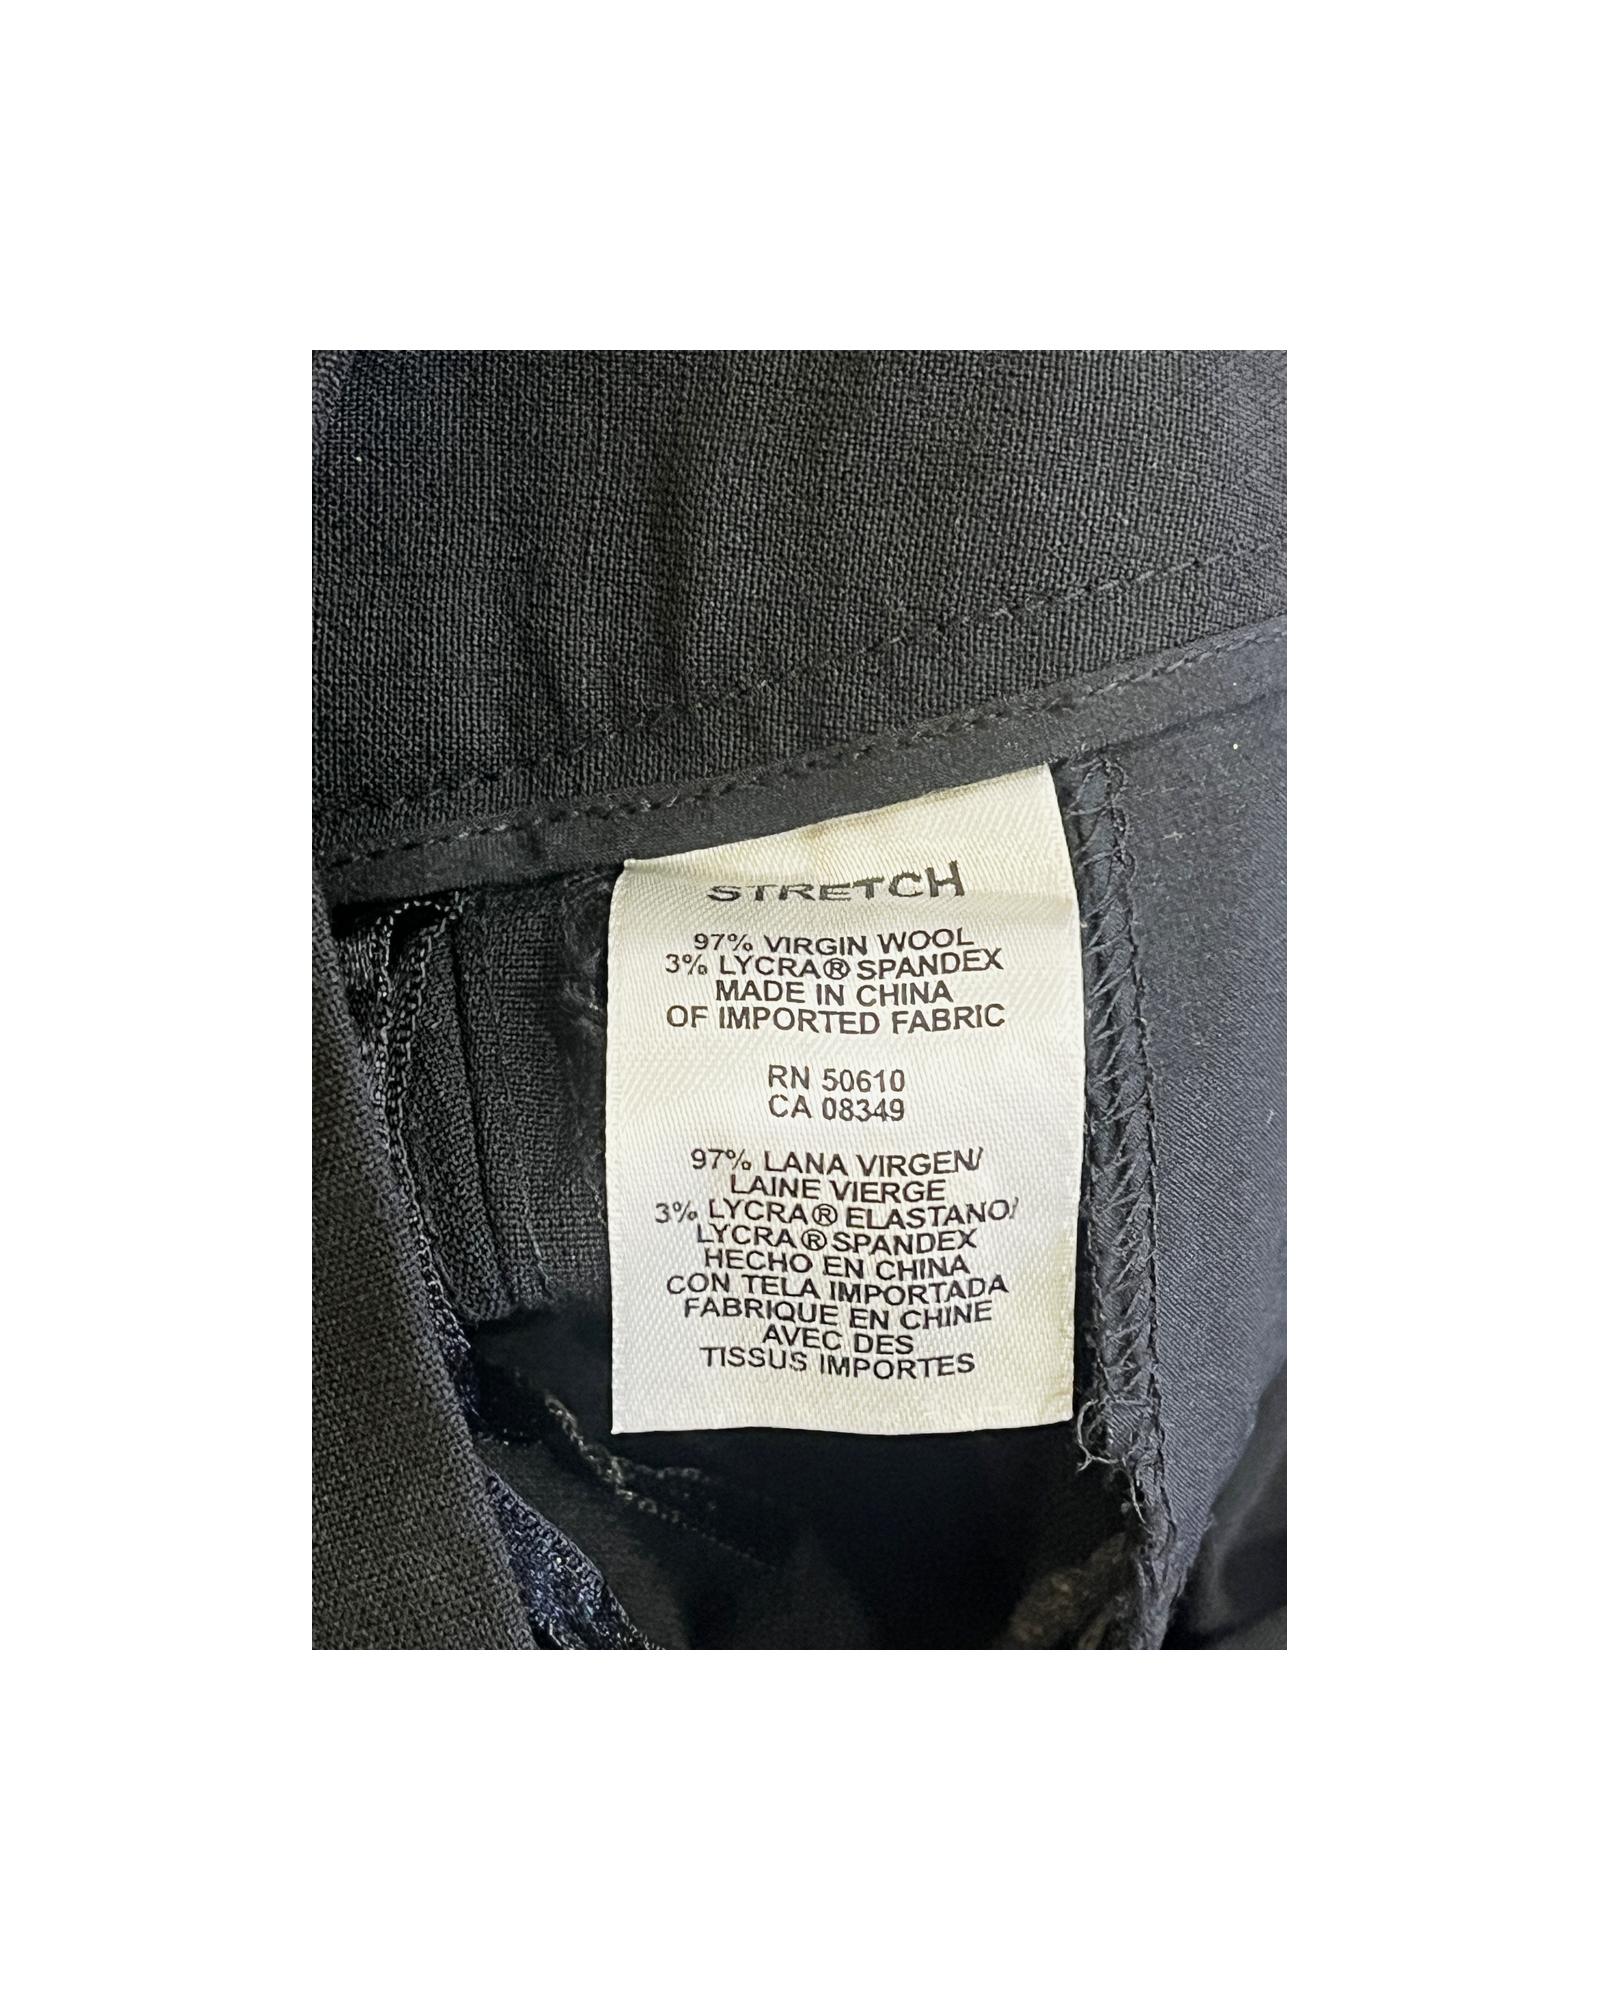 STRETCH
97% VIRGIN WOOL
3% LYCRA® SPANDEX
MADE IN CHINA
OF IMPORTED FABRIC
RN 50610
CA 08349
97% LANA VIRGEN/
LAINE VIERGE
3% LYCRA® ELASTANO/
LYCRA® SPANDEX
HECHO EN CHINA
CON TELA IMPORTADA
FABRIQUE EN CHINE
AVEC DES
TISSUS IMPORTES